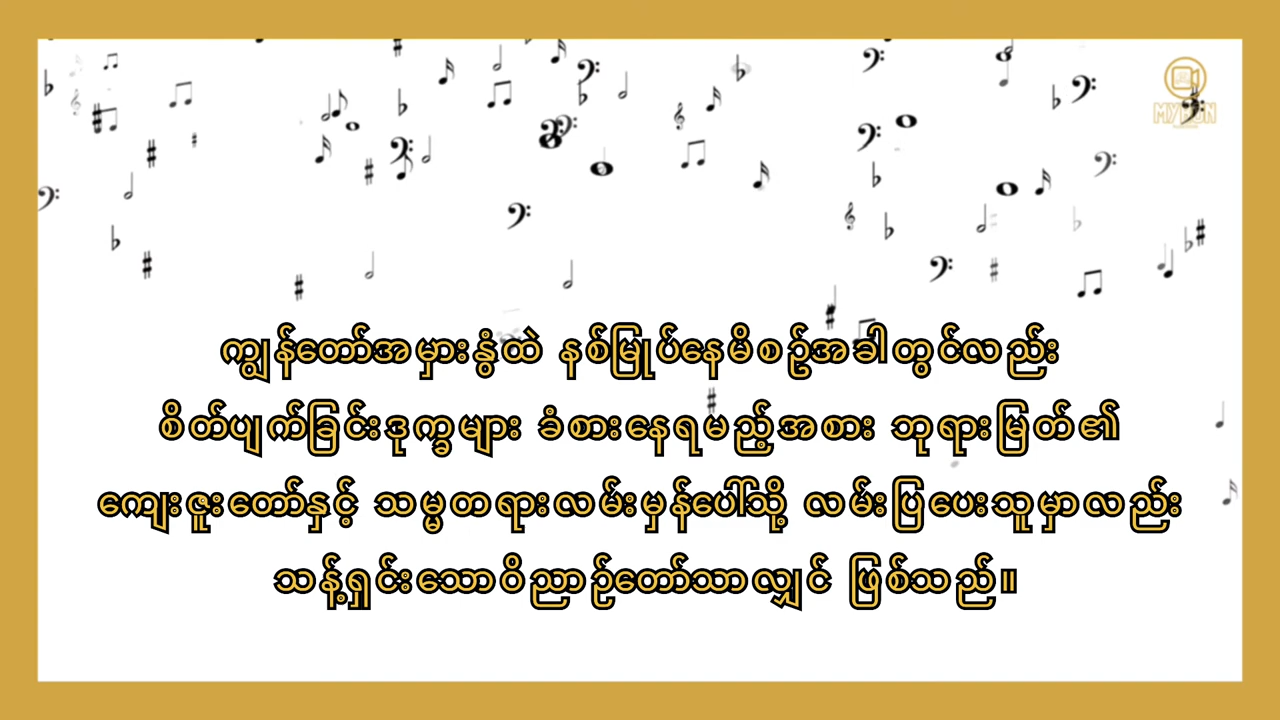 ကျွန်တော်အမှားနွံထဲ နစ်မြုပ်နေမိစဥ်အခါတွင်လည်း
စိတ်ပျက်ခြင်းဒုက္ခများ ခံစားနေရမည့်အစား ဘုရားမြတ်၏
ကျေးဇူးတော်နှင့် သမ္မတရားလမ်းမှန်ပေါ်သို့ လမ်းပြပေးသူမှာလည်း
သန့်ရှင်းသောဝိညာဉ်တော်သာလျှင် ဖြစ်သည်။